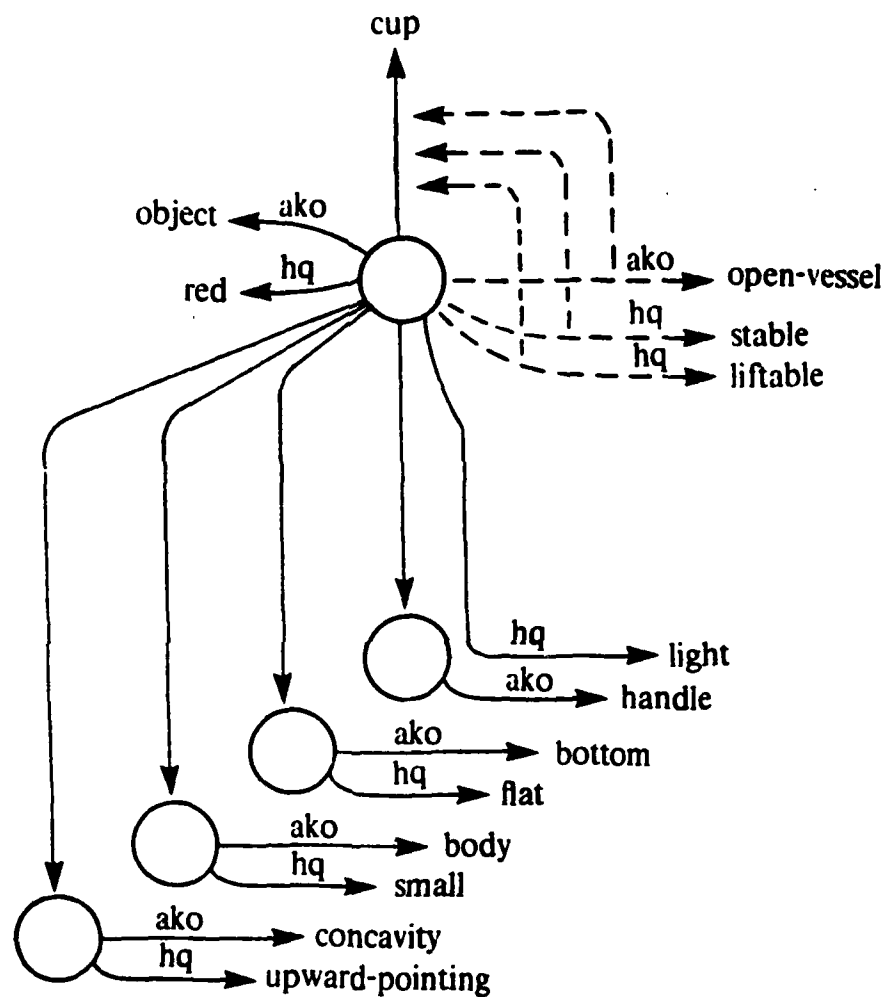 cup
object
ako
red
hq
ako
open-vessel
hq
stable
hq
liftable
hq
light
ako
handle
ako
bottom
hq
flat
ako
body
hq
small
ako
concavity
hq
upward-pointing